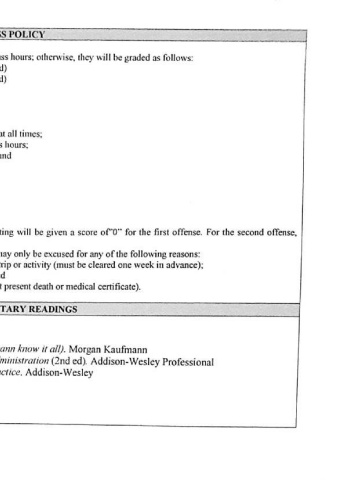 S POLICY
ss hours; otherwise, they will be graded as follows:
d)
d)
at all times;
s hours;
and
ting will be given a score of"0" for the first offense. For the second offense,
nay only be excused for any of the following reasons:
rip or activity (must be cleared one week in advance);
d
t present death or medical certificate).
TARY READINGS
ann know it all). Morgan Kaufmann
ministration (2nd ed). Addison-Wesley Professional
ctice. Addison-Wesley